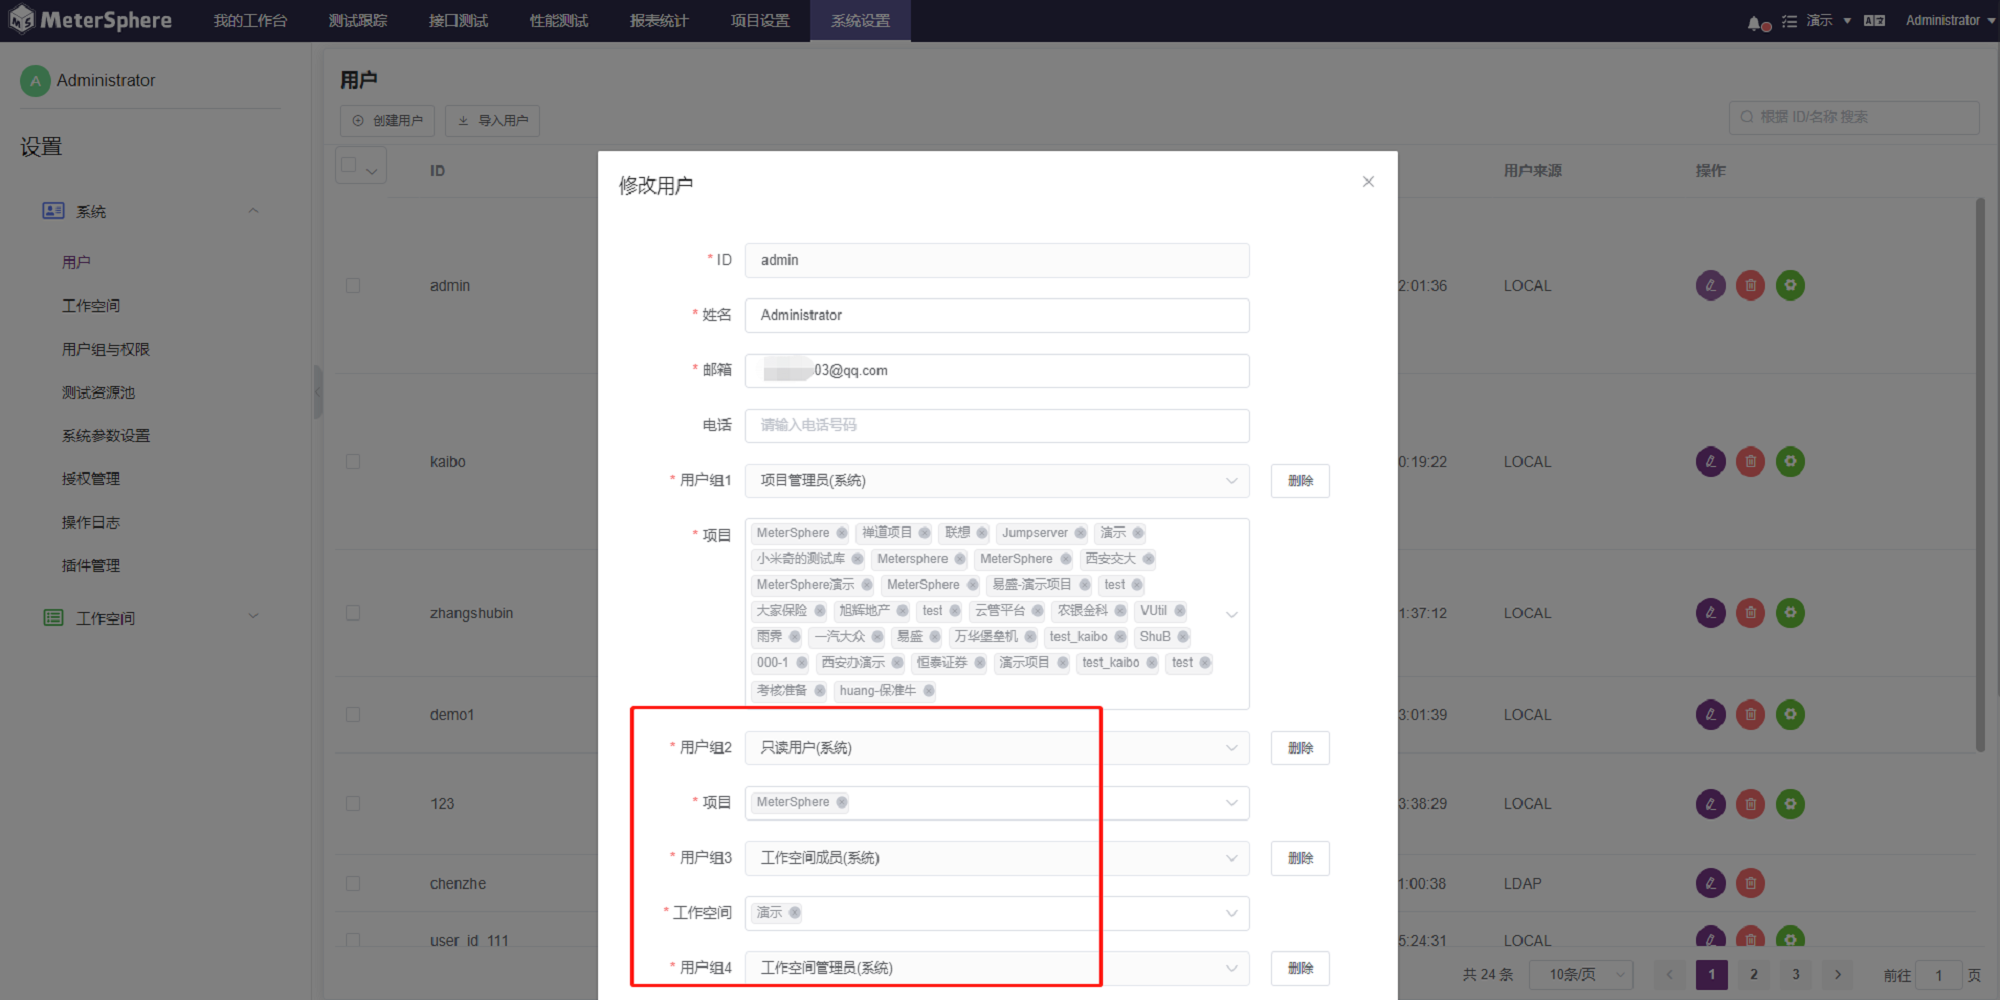 MeterSphere 我的工作台 测试跟踪 接口测试 性能测试 报表统计 项目设置 系统设置 演示 Administrator
A Administrator
设置
系统
用户
工作空间
用户组与权限
测试资源池
系统参数设置
授权管理
操作日志
插件管理
工作空间
用户
创建用户 导入用户 根据 ID/名称 搜索
ID 用户来源 操作
admin 2:01:36 LOCAL
kaibo 0:19:22 LOCAL
zhangshubin 1:37:12 LOCAL
demo1 3:01:39 LOCAL
123 3:38:29 LOCAL
chenzhe 1:00:38 LDAP
user_id_111 5:24:31 LOCAL
共 24 条 10条/页 1 2 3 前往 1 页
修改用户
* ID admin
* 姓名 Administrator
* 邮箱 03@qq.com
电话 请输入电话号码
* 用户组1 项目管理员(系统) 删除
* 项目 MeterSphere 禅道项目 联想 Jumpserver 演示
小米奇的测试库 Metersphere MeterSphere 西安交大
MeterSphere演示 MeterSphere 易盛-演示项目 test
大家保险 旭辉地产 test 云管平台 农银金科 VUtil
雨霁 一汽大众 易盛 万华堡垒机 test_kaibo ShuB
000-1 西安办演示 恒泰证券 演示项目 test_kaibo test
考核准备 huang-保准牛
* 用户组2 只读用户(系统) 删除
* 项目 MeterSphere
* 用户组3 工作空间成员(系统) 删除
* 工作空间 演示
* 用户组4 工作空间管理员(系统) 删除